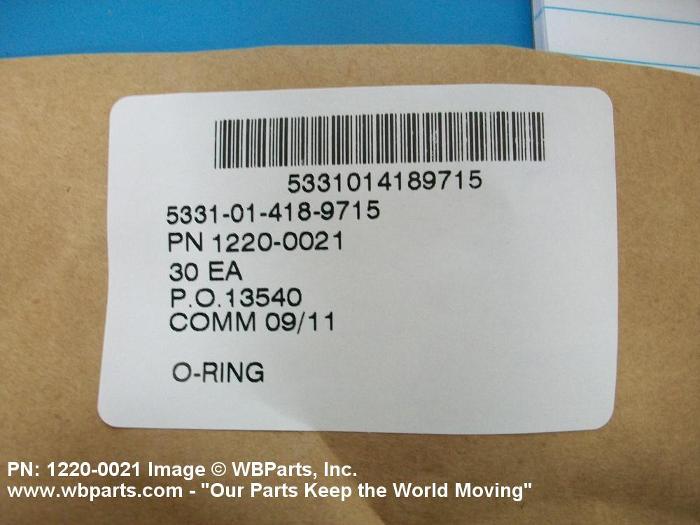 5331014189715
5331-01-418-9715
PN 1220-0021
30 EA
P.O.13540
COMM 09/11
O-RING
PN: 1220-0021 Image © WBParts, Inc.
www.wbparts.com - "Our Parts Keep the World Moving"